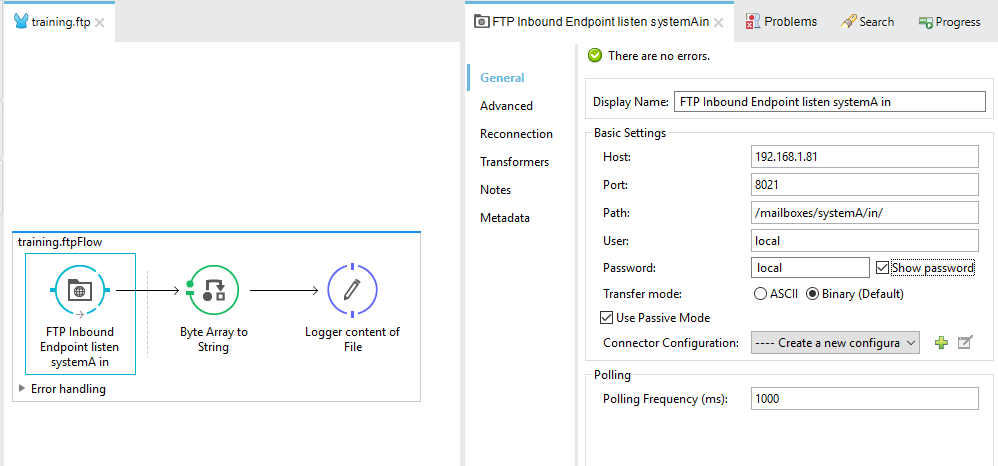 training.ftp
training.ftpFlow
FTP Inbound
Endpoint listen
systemA in
Byte Array to
String
Logger content of
File
Error handling
FTP Inbound Endpoint listen systemAin
Problems
Search
Progress
There are no errors.
General
Advanced
Reconnection
Transformers
Notes
Metadata
Display Name: FTP Inbound Endpoint listen systemA in
Basic Settings
Host: 192.168.1.81
Port: 8021
Path: /mailboxes/systemA/in/
User: local
Password: local Show password
Transfer mode: ASCII Binary (Default)
Use Passive Mode
Connector Configuration: ---- Create a new configura
Polling
Polling Frequency (ms): 1000